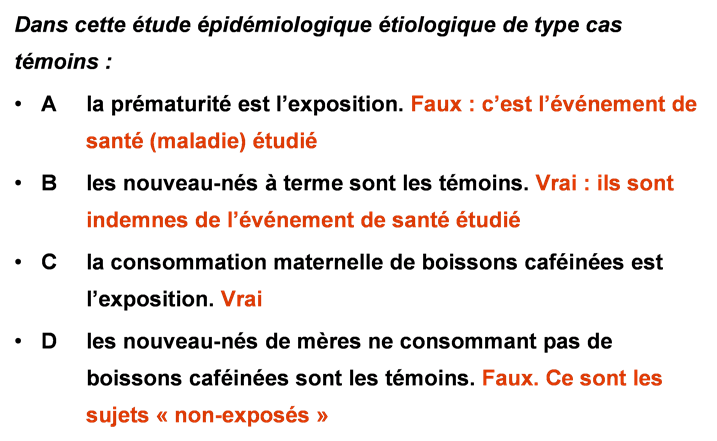 Dans cette étude épidémiologique étiologique de type cas
témoins :
• A la prématurité est l’exposition. Faux : c’est l’événement de
santé (maladie) étudié
• B les nouveau-nés à terme sont les témoins. Vrai : ils sont
indemnes de l’événement de santé étudié
• C la consommation maternelle de boissons caféinées est
l’exposition. Vrai
• D les nouveau-nés de mères ne consommant pas de
boissons caféinées sont les témoins. Faux. Ce sont les
sujets « non-exposés »